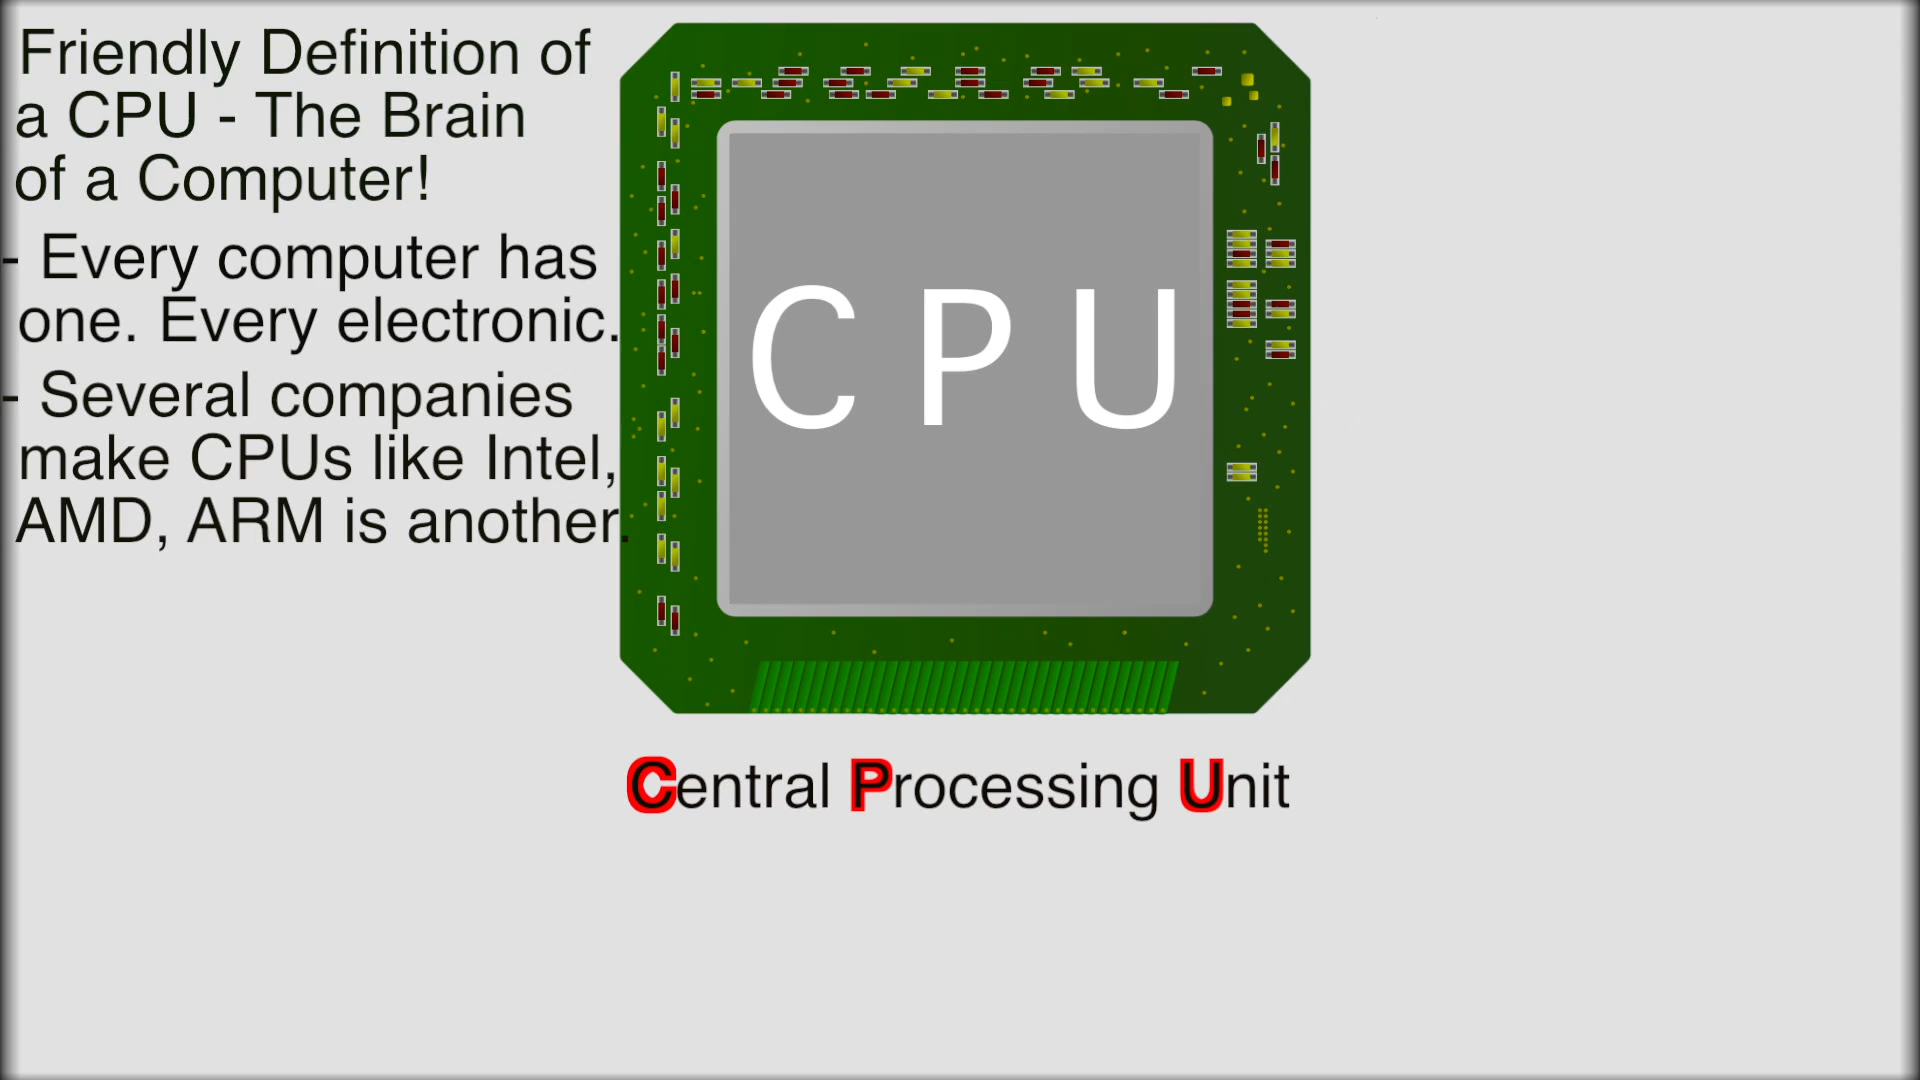 Friendly Definition of
a CPU - The Brain
of a Computer!
- Every computer has
one. Every electronic.
- Several companies
make CPUs like Intel,
AMD, ARM is another.
C P U
Central Processing Unit